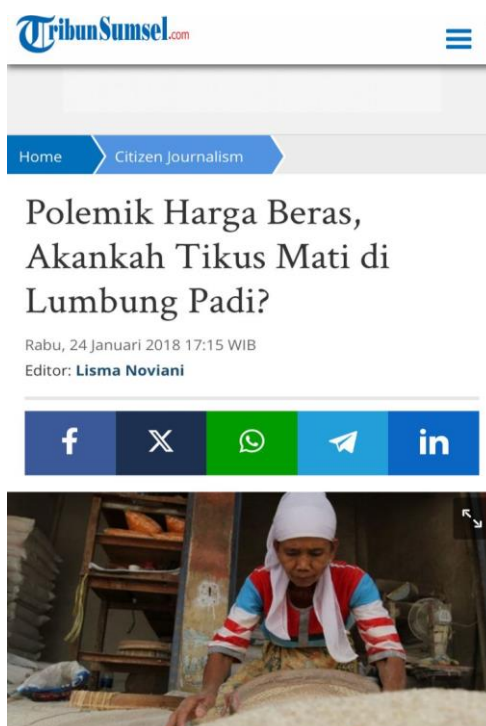 TribunSumsel.com
Home Citizen Journalism
Polemik Harga Beras,
Akankah Tikus Mati di
Lumbung Padi?
Rabu, 24 Januari 2018 17:15 WIB
Editor: Lisma Noviani